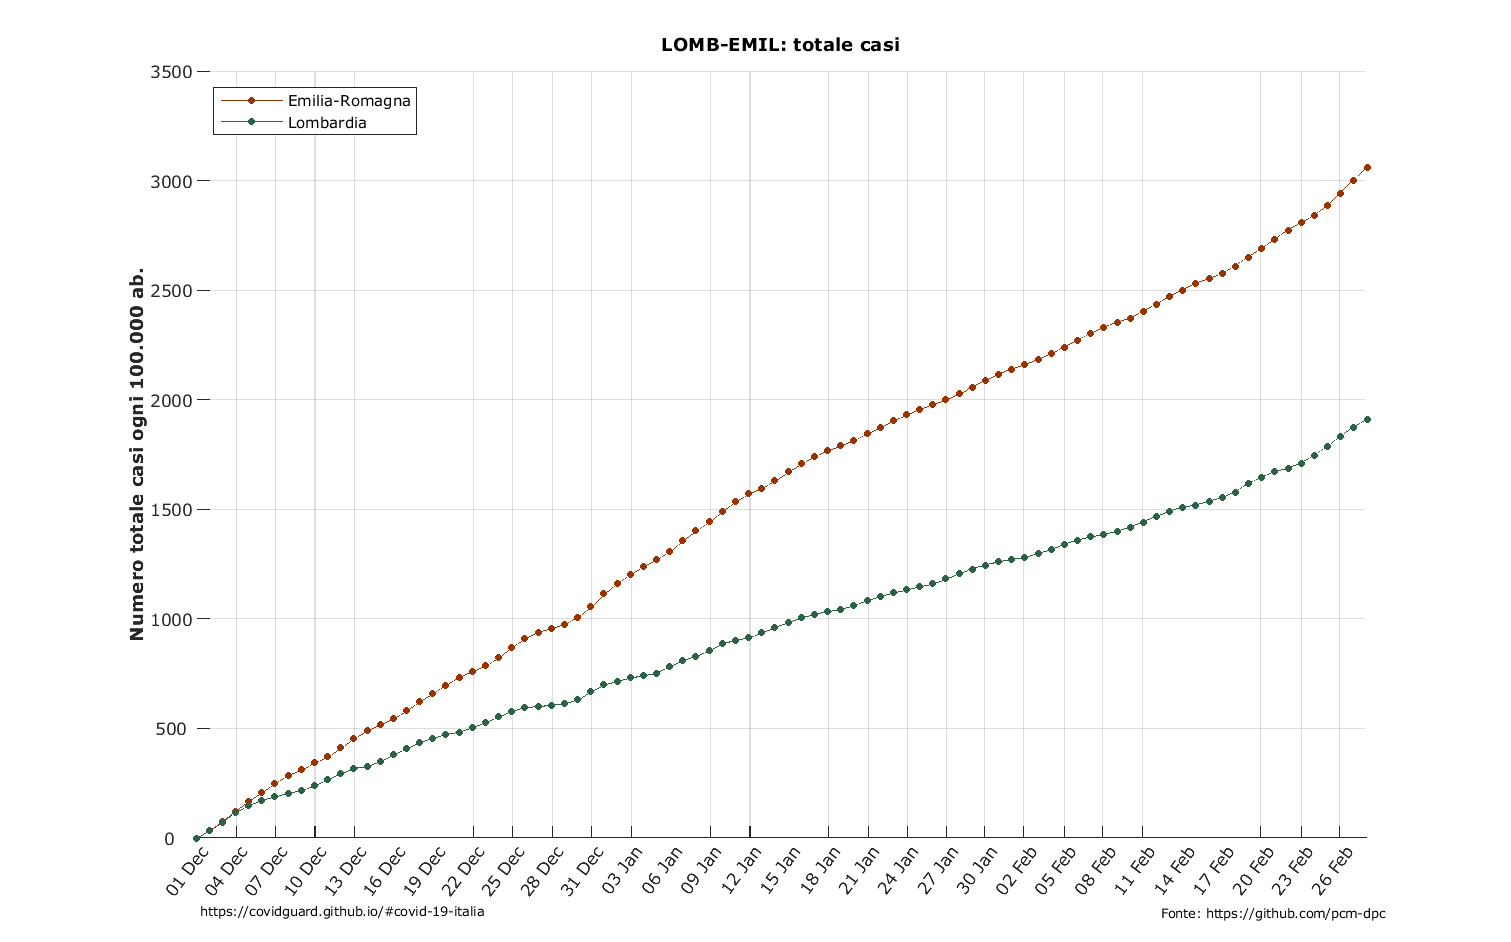 LOMB-EMIL: totale casi
Emilia-Romagna
Lombardia
Numero totale casi ogni 100.000 ab.
3500
3000
2500
2000
1500
1000
500
0
01 Dec
04 Dec
07 Dec
10 Dec
13 Dec
16 Dec
19 Dec
22 Dec
25 Dec
28 Dec
31 Dec
03 Jan
06 Jan
09 Jan
12 Jan
15 Jan
18 Jan
21 Jan
24 Jan
27 Jan
30 Jan
02 Feb
05 Feb
08 Feb
11 Feb
14 Feb
17 Feb
20 Feb
23 Feb
26 Feb
https://covidguard.github.io/#covid-19-italia
Fonte: https://github.com/pcm-dpc